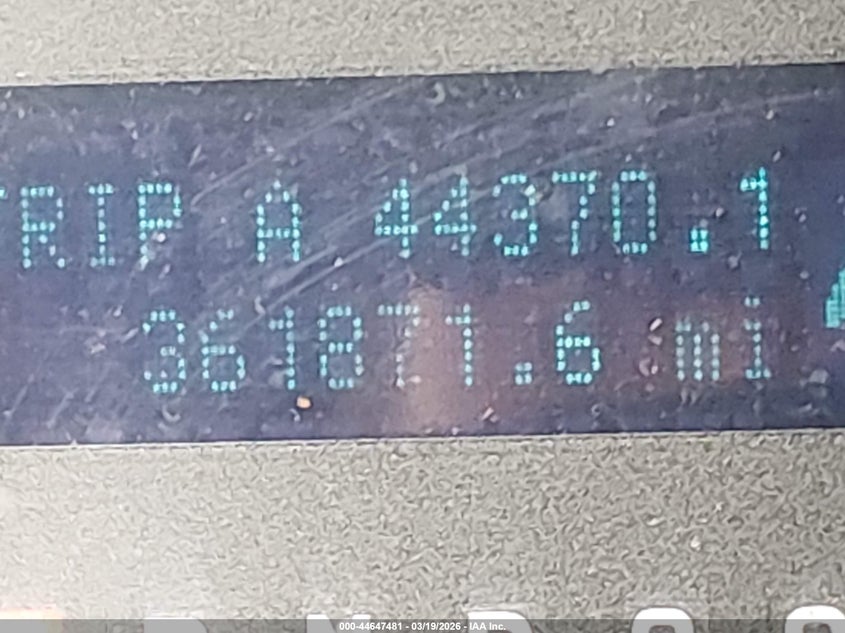 TRIP A 44370.1
361871.6 mi
000-44647481 - 03/19/2026 - IAA Inc.